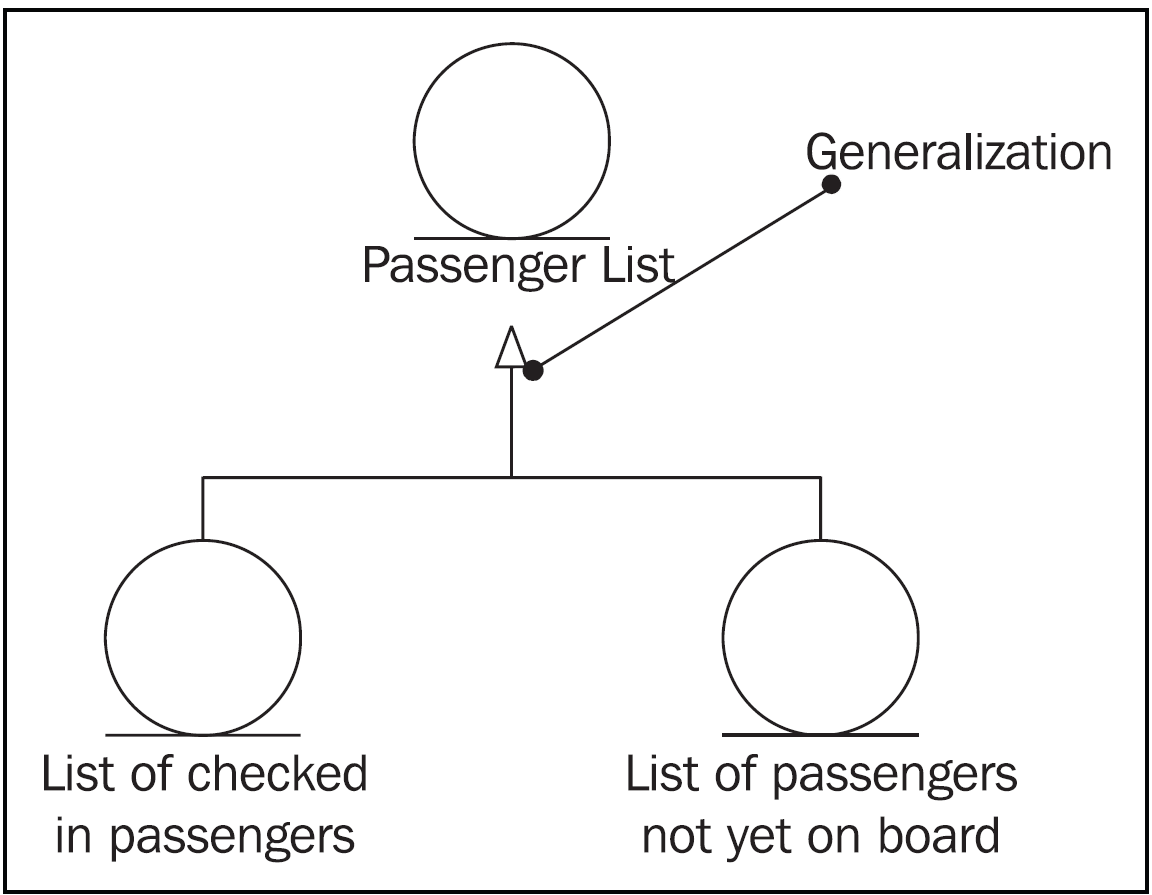 Generalization
Passenger List
List of checked
in passengers
List of passengers
not yet on board